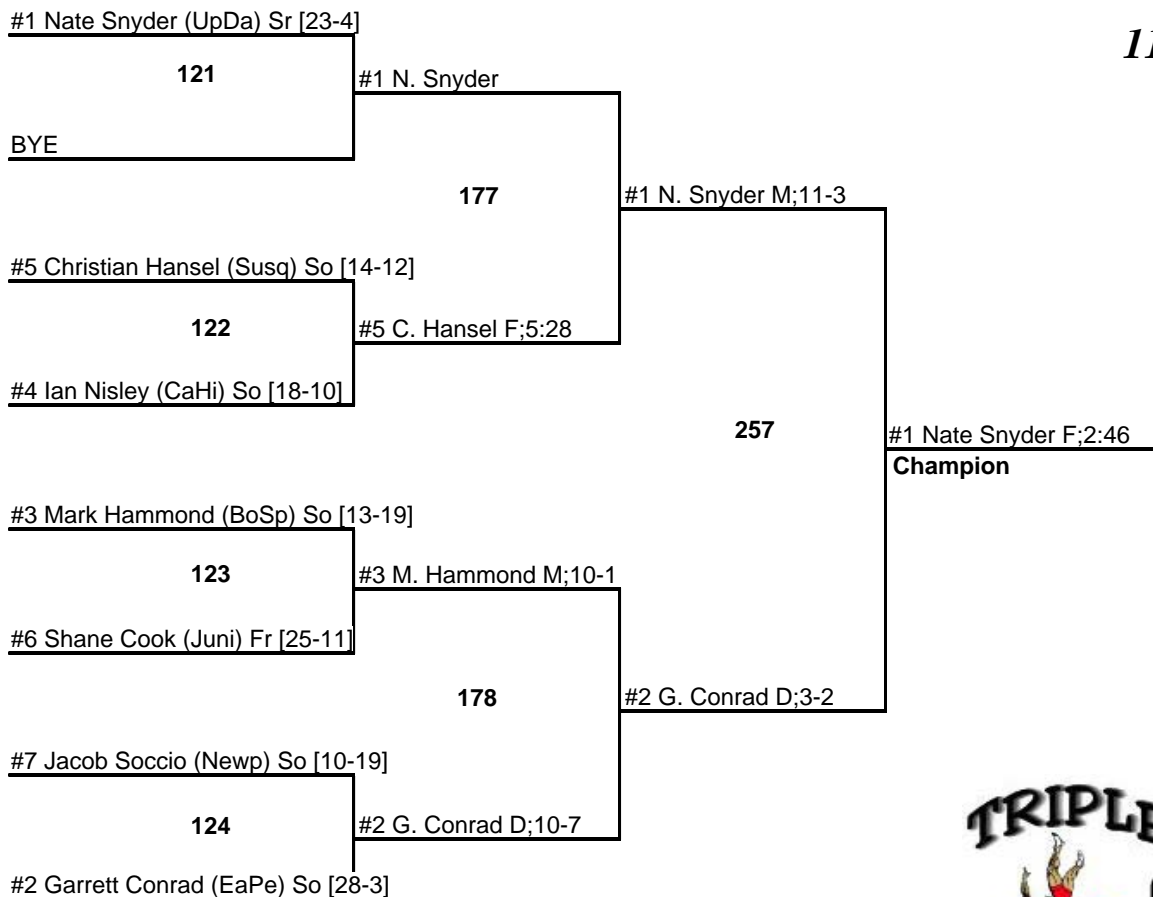 #1 Nate Snyder (UpDa) Sr [23-4]
121
#1 N. Snyder
BYE
177
#1 N. Snyder M;11-3
#5 Christian Hansel (Susq) So [14-12]
122
#5 C. Hansel F;5:28
#4 Ian Nisley (CaHi) So [18-10]
257
#1 Nate Snyder F;2:46
Champion
#3 Mark Hammond (BoSp) So [13-19]
123
#3 M. Hammond M;10-1
#6 Shane Cook (Juni) Fr [25-11]
178
#2 G. Conrad D;3-2
#7 Jacob Soccio (Newp) So [10-19]
124
#2 G. Conrad D;10-7
#2 Garrett Conrad (EaPe) So [28-3]